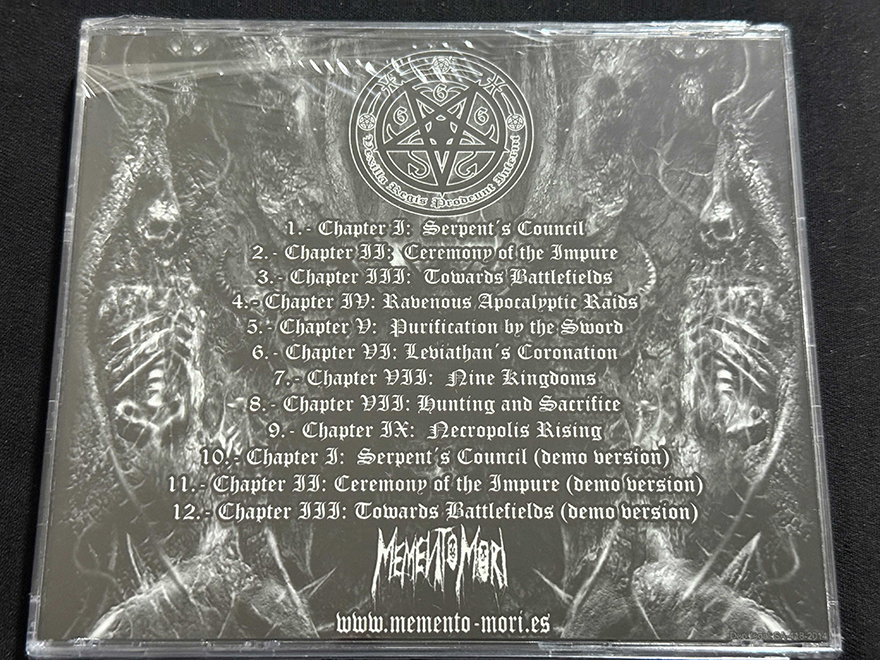 6 6 6
Vexilla Regis Prodeunt Inferni
1.- Chapter I: Serpent´s Council
2.- Chapter II: Ceremony of the Impure
3.- Chapter III: Towards Battlefields
4.- Chapter IV: Ravenous Apocalyptic Raids
5.- Chapter V: Purification by the Sword
6.- Chapter VI: Leviathan´s Coronation
7.- Chapter VII: Nine Kingdoms
8.- Chapter VII: Hunting and Sacrifice
9.- Chapter IX: Necropolis Rising
10.- Chapter I: Serpent´s Council (demo version)
11.- Chapter II: Ceremony of the Impure (demo version)
12.- Chapter III: Towards Battlefields (demo version)
MEMENTO MORI
www.memento-mori.es